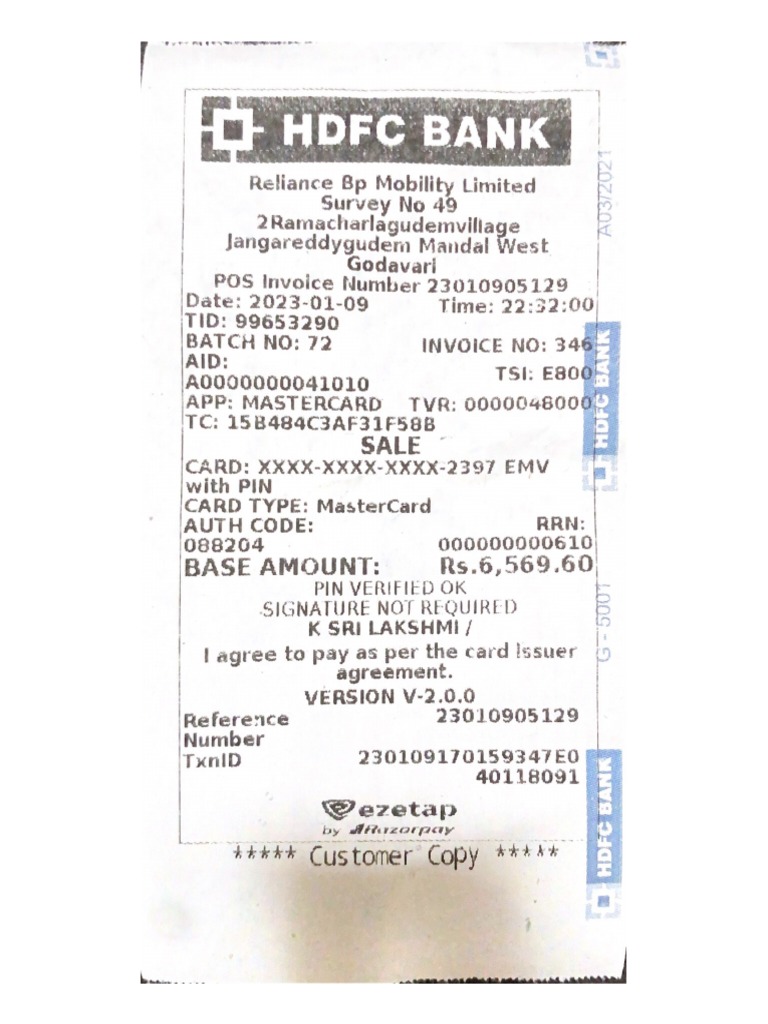 HDFC BANK
Reliance Bp Mobility Limited
Survey No 49
2Ramacharlagudemvillage
Jangareddygudem Mandal West
Godavari
POS Invoice Number 23010905129
Date: 2023-01-09 Time: 22:32:00
TID: 99653290
BATCH NO: 72 INVOICE NO: 346
AID: TSI: E800
A0000000041010
APP: MASTERCARD TVR: 0000048000
TC: 15B484C3AF31F58B
SALE
CARD: XXXX-XXXX-XXXX-2397 EMV
with PIN
CARD TYPE: MasterCard
AUTH CODE: RRN:
088204 000000000610
BASE AMOUNT: Rs.6,569.60
PIN VERIFIED OK
SIGNATURE NOT REQUIRED
K SRI LAKSHMI /
I agree to pay as per the card issuer
agreement.
VERSION V-2.0.0
Reference 23010905129
Number
TxnID 230109170159347E0
40118091
ezetap
by Razorpay
***** Customer Copy *****
A03/2021
HDFC BANK
G - 5001
HDFC BANK